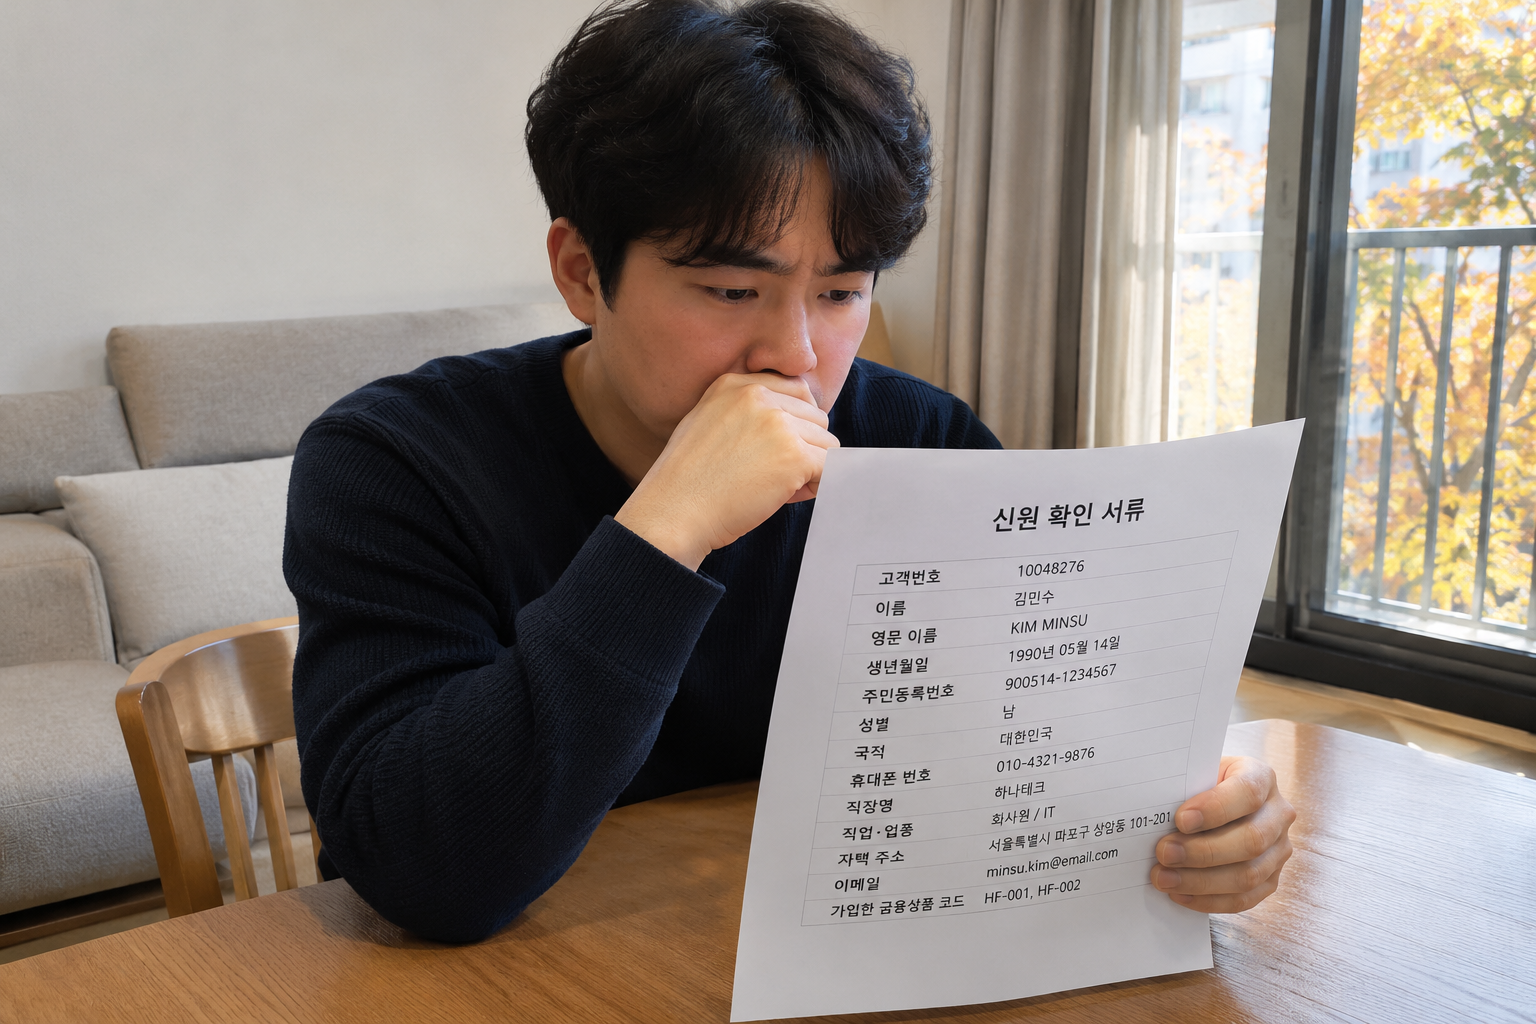 신원 확인 서류
고객번호 10048276
이름 김민수
영문 이름 KIM MINSU
생년월일 1990년 05월 14일
주민등록번호 900514-1234567
성별 남
국적 대한민국
휴대폰 번호 010-4321-9876
직장명 하나테크
직업·업종 회사원 / IT
자택 주소 서울특별시 마포구 상암동 101-201
이메일 minsu.kim@email.com
가입한 금융상품 코드 HF-001, HF-002